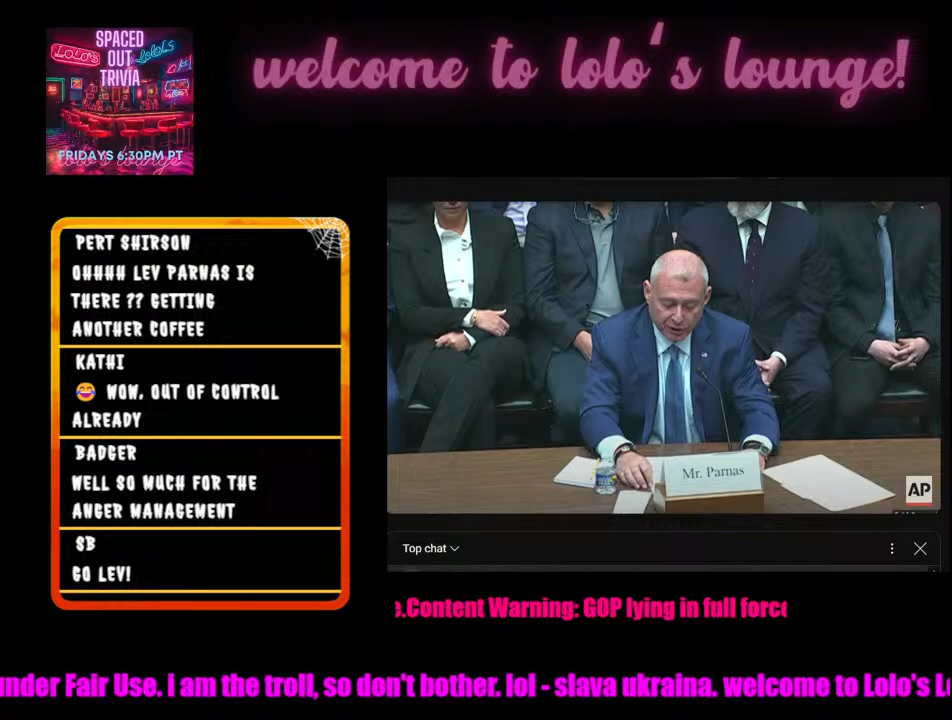 SPACED
OUT
TRIVIA
LOLO'S
FRIDAYS 6:30PM PT
lolo's lounge
welcome to lolo's lounge!
PERT SHIRSON
OHHHH LEV PARNAS IS
THERE ?? GETTING
ANOTHER COFFEE
KATHI
😂 WOW, OUT OF CONTROL
ALREADY
BADGER
WELL SO MUCH FOR THE
ANGER MANAGEMENT
SB
GO LEV!
Mr. Parnas
AP
Top chat
e.Content Warning: GOP lying in full force
under Fair Use. i am the troll, so don't bother. lol - slava ukraina. welcome to Lolo's L